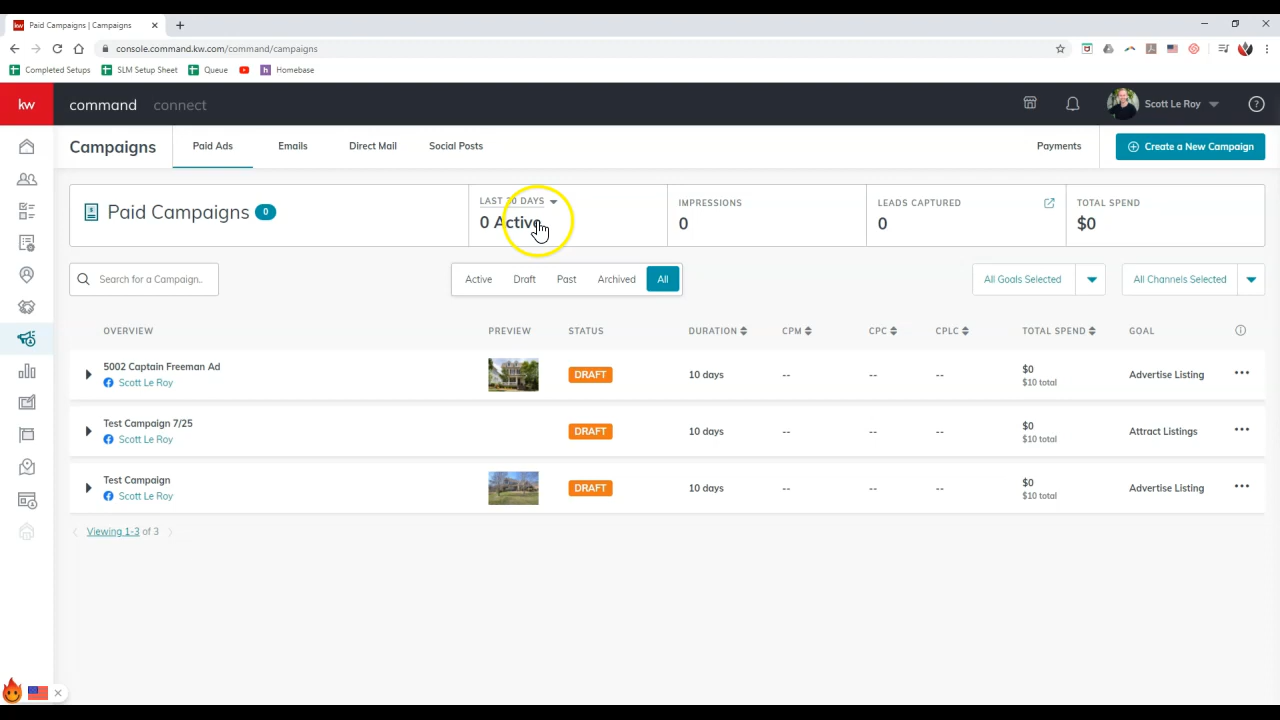 kw Paid Campaigns | Campaigns
console.command.kw.com/command/campaigns
Completed Setups SLM Setup Sheet Queue h Homebase
kw command connect Scott Le Roy ?
Campaigns Paid Ads Emails Direct Mail Social Posts Payments Create a New Campaign
Paid Campaigns 0
LAST 30 DAYS
0 Active
IMPRESSIONS
0
LEADS CAPTURED
0
TOTAL SPEND
$0
Search for a Campaign..
Active Draft Past Archived All
All Goals Selected All Channels Selected
OVERVIEW PREVIEW STATUS DURATION CPM CPC CPLC TOTAL SPEND GOAL
5002 Captain Freeman Ad
Scott Le Roy
DRAFT 10 days -- -- -- $0
$10 total
Advertise Listing
Test Campaign 7/25
Scott Le Roy
DRAFT 10 days -- -- -- $0
$10 total
Attract Listings
Test Campaign
Scott Le Roy
DRAFT 10 days -- -- -- $0
$10 total
Advertise Listing
Viewing 1-3 of 3